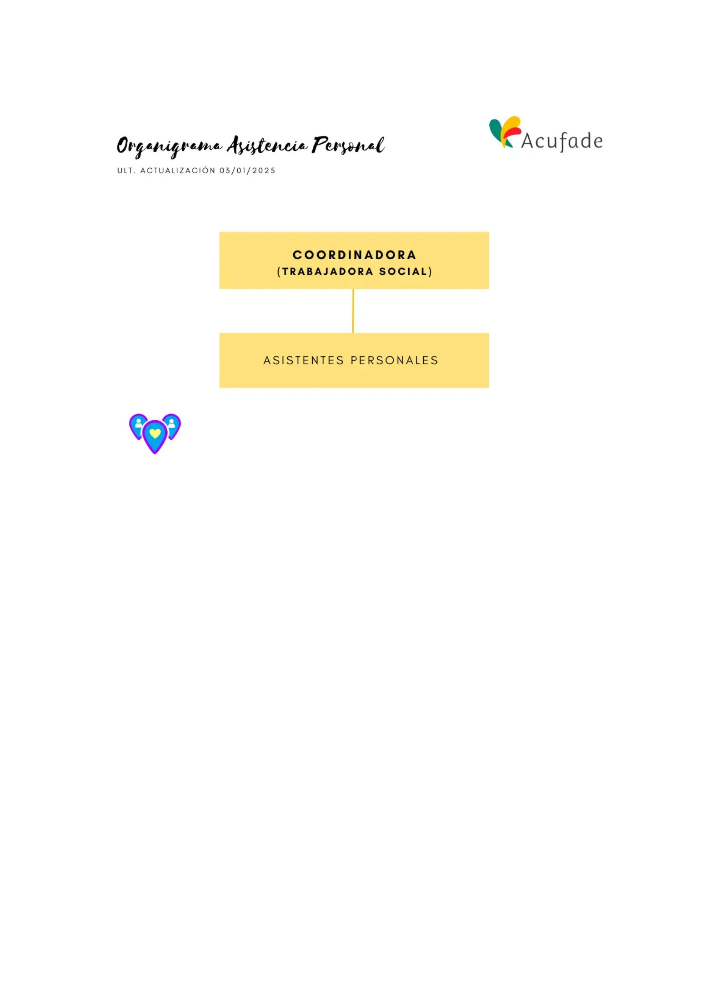 Acufade
Organigrama Asistencia Personal
ULT. ACTUALIZACIÓN 03/01/2025
COORDINADORA
(TRABAJADORA SOCIAL)
ASISTENTES PERSONALES